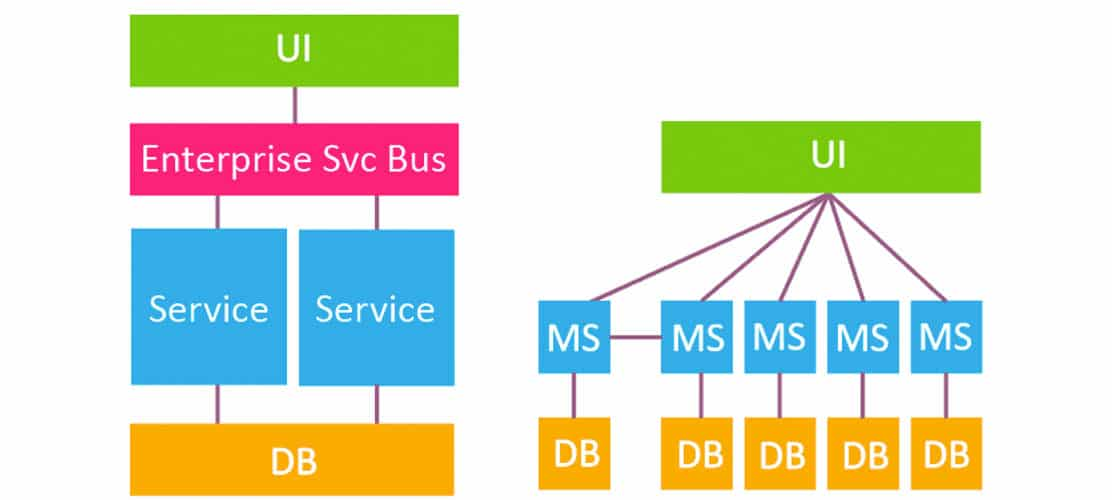 UI
Enterprise Svc Bus
Service
Service
DB
UI
MS
MS
MS
MS
MS
DB
DB
DB
DB
DB